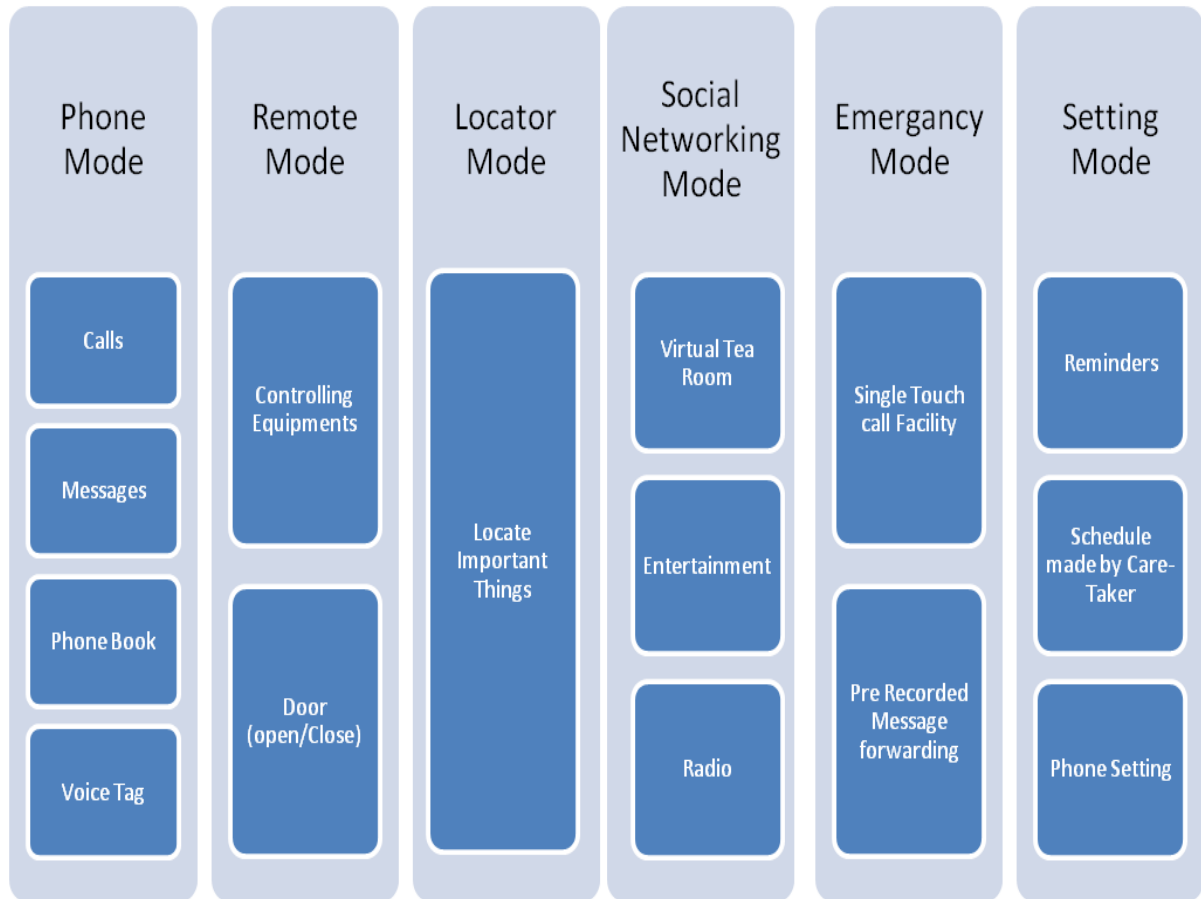 Phone
Mode
Calls
Messages
Phone Book
Voice Tag
Remote
Mode
Controlling
Equipments
Door
(open/Close)
Locator
Mode
Locate
Important
Things
Social
Networking
Mode
Virtual Tea
Room
Entertainment
Radio
Emergancy
Mode
Single Touch
call Facility
Pre Recorded
Message
forwarding
Setting
Mode
Reminders
Schedule
made by Care-
Taker
Phone Setting